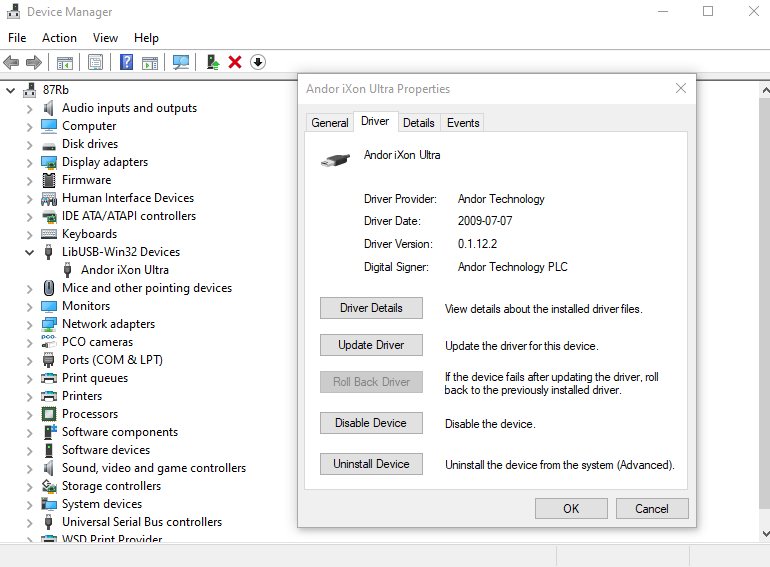 Device Manager
File Action View Help
87Rb
Audio inputs and outputs
Computer
Disk drives
Display adapters
Firmware
Human Interface Devices
IDE ATA/ATAPI controllers
Keyboards
LibUSB-Win32 Devices
Andor iXon Ultra
Mice and other pointing devices
Monitors
Network adapters
PCO cameras
Ports (COM & LPT)
Print queues
Printers
Processors
Software components
Software devices
Sound, video and game controllers
Storage controllers
System devices
Universal Serial Bus controllers
WSD Print Provider
Andor iXon Ultra Properties
General Driver Details Events
Andor iXon Ultra
Driver Provider: Andor Technology
Driver Date: 2009-07-07
Driver Version: 0.1.12.2
Digital Signer: Andor Technology PLC
Driver Details View details about the installed driver files.
Update Driver Update the driver for this device.
Roll Back Driver If the device fails after updating the driver, roll
back to the previously installed driver.
Disable Device Disable the device.
Uninstall Device Uninstall the device from the system (Advanced).
OK Cancel